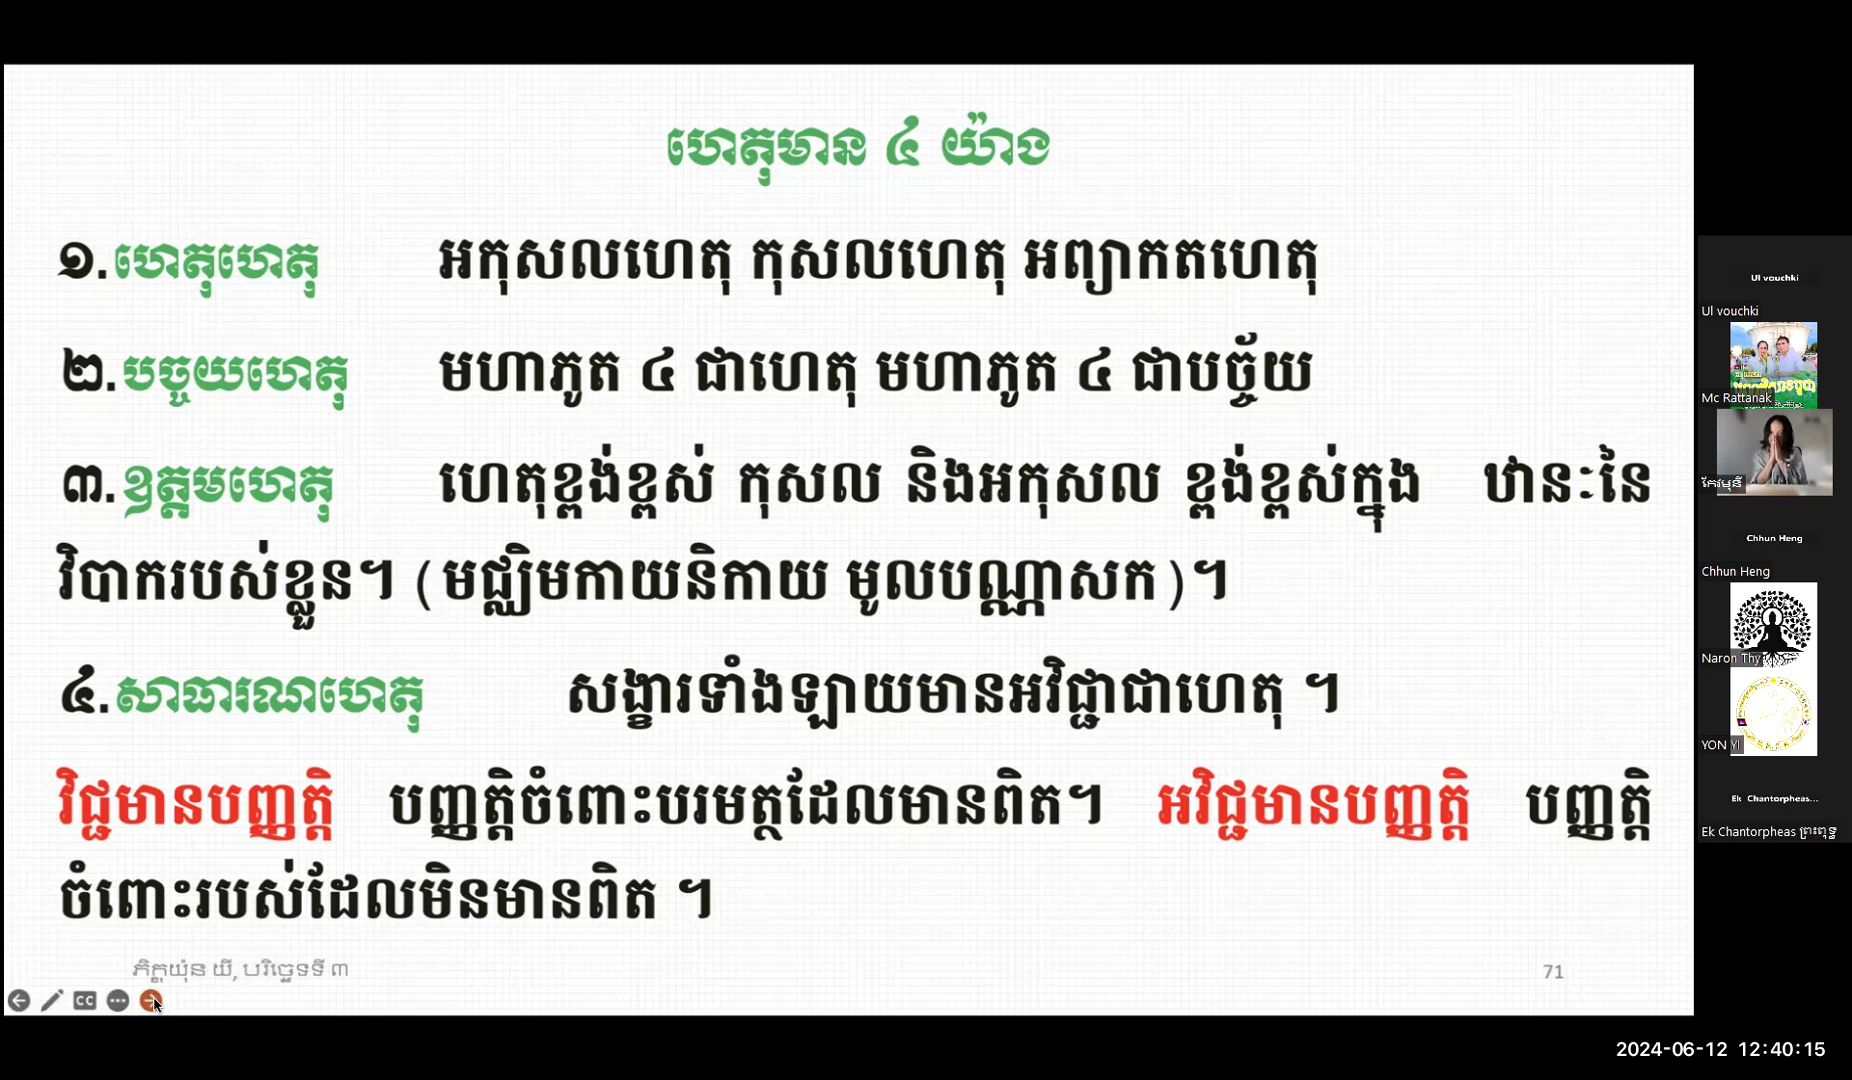 ហេតុមាន ៤ យ៉ាង
១.ហេតុហេតុ អកុសលហេតុ កុសលហេតុ អព្យាកតហេតុ
២.បច្ចយហេតុ មហាភូត ៤ ជាហេតុ មហាភូត ៤ ជាបច្ច័យ
៣.ឧត្តមហេតុ ហេតុខ្ពង់ខ្ពស់ កុសល និងអកុសល ខ្ពង់ខ្ពស់ក្នុង ឋានៈនៃ
វិបាករបស់ខ្លួន។ (មជ្ឈិមកាយនិកាយ មូលបណ្ណាសក)។
៤.សាធារណហេតុ សង្ខារទាំងឡាយមានអវិជ្ជាជាហេតុ ។
វិជ្ជមានបញ្ញត្តិ បញ្ញត្តិចំពោះបរមត្ថដែលមានពិត។ អវិជ្ជមានបញ្ញត្តិ បញ្ញត្តិ
ចំពោះរបស់ដែលមិនមានពិត ។
ភិក្ខុយ៉ុន យី, បរិច្ឆេទទី ៣
71
CC
Ul vouchki
Ul vouchki
Mc Rattanak
កែវមុនី
Chhun Heng
Chhun Heng
Naron Thy
YON YI
Ek Chantorpheas...
Ek Chantorpheas ព្រះពុទ្ធ
2024-06-12 12:40:15